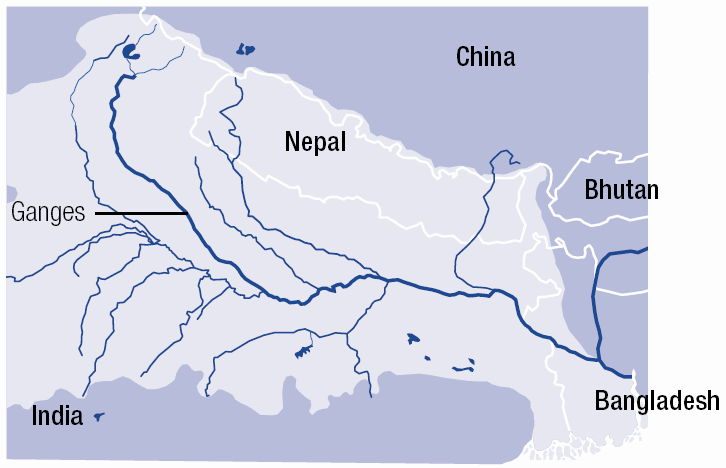 China
Nepal
Bhutan
Ganges
Bangladesh
India